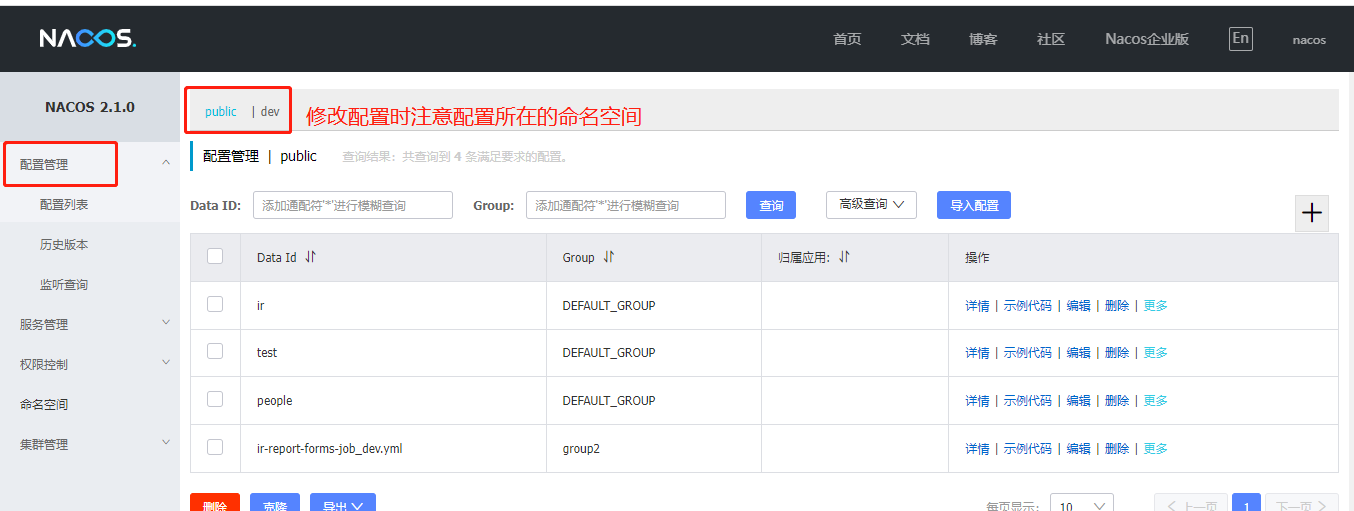 NACOS.
首页 文档 博客 社区 Nacos企业版 En nacos
NACOS 2.1.0
配置管理
配置列表
历史版本
监听查询
服务管理
权限控制
命名空间
集群管理
public | dev
修改配置时注意配置所在的命名空间
配置管理 | public 查询结果：共查询到 4 条满足要求的配置。
Data ID: 添加通配符'*'进行模糊查询 Group: 添加通配符'*'进行模糊查询 查询 高级查询 导入配置
Data Id Group 归属应用: 操作
ir DEFAULT_GROUP 详情 | 示例代码 | 编辑 | 删除 | 更多
test DEFAULT_GROUP 详情 | 示例代码 | 编辑 | 删除 | 更多
people DEFAULT_GROUP 详情 | 示例代码 | 编辑 | 删除 | 更多
ir-report-forms-job_dev.yml group2 详情 | 示例代码 | 编辑 | 删除 | 更多
删除 克隆 导出 每页显示: 10 上一页 1 下一页